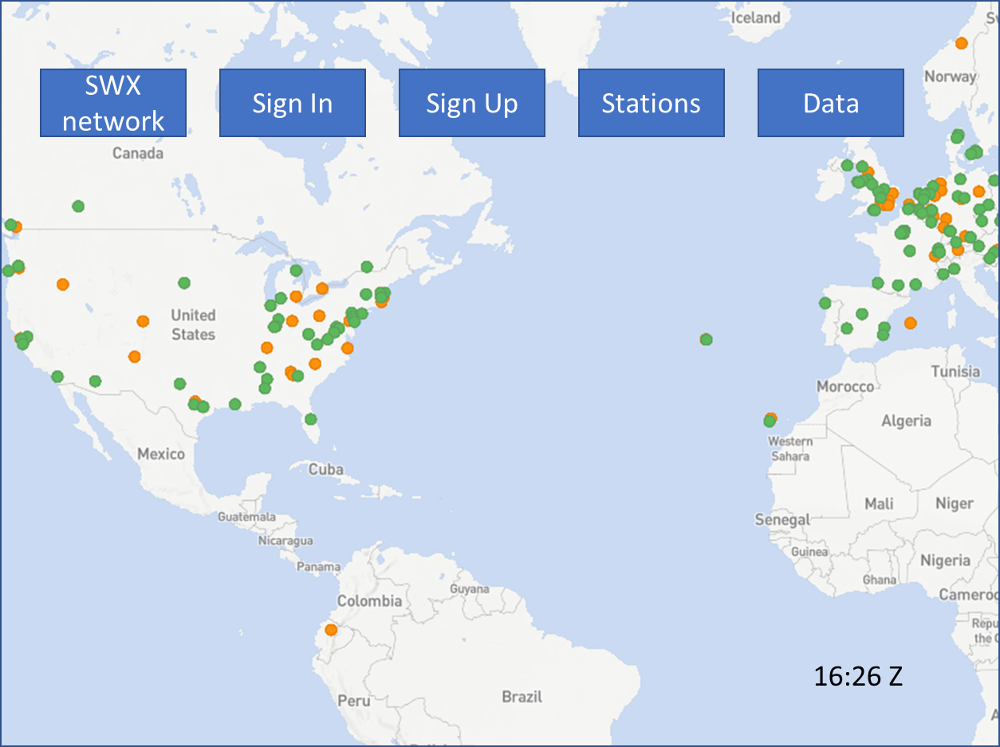 Iceland
Norway
SWX
network
Sign In
Sign Up
Stations
Data
Canada
United
States
Tunisia
Morocco
Algeria
Western
Sahara
Mexico
Cuba
Mali
Niger
Guatemala
Senegal
Nicaragua
Guinea
Panama
Nigeria
Ghana
Guyana
Colombia
Cameroo
Repu
the C
16:26 Z
Brazil
Peru